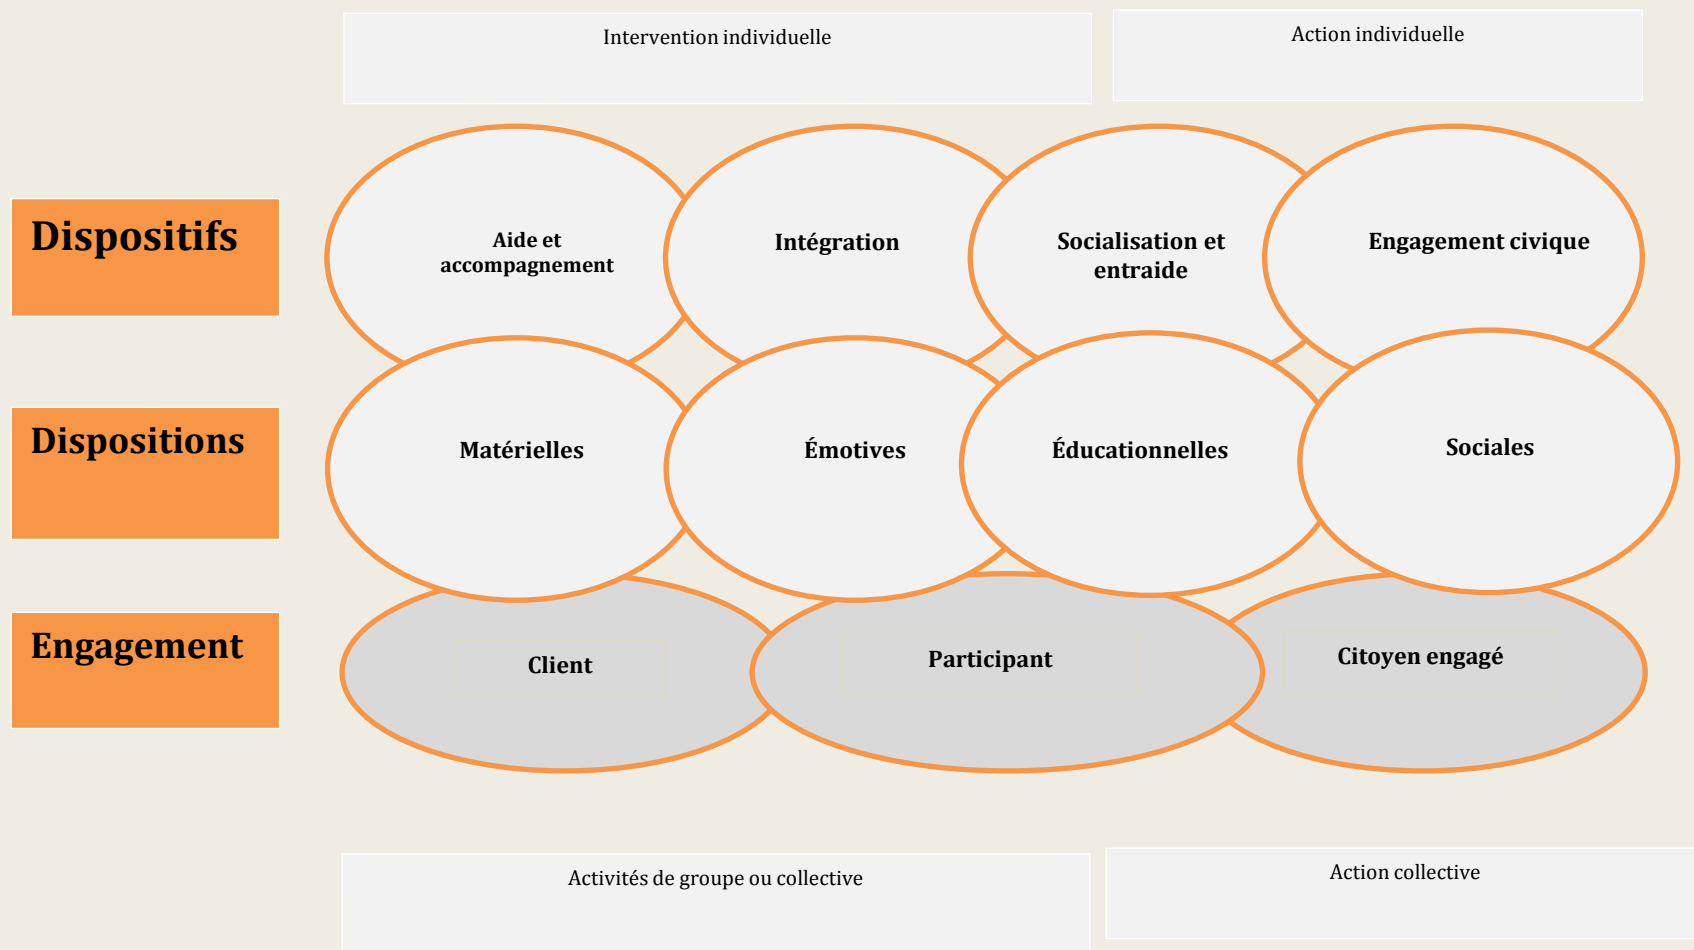 Intervention individuelle
Action individuelle
Dispositifs
Aide et
accompagnement
Intégration
Socialisation et
entraide
Engagement civique
Dispositions
Matérielles
Émotives
Éducationnelles
Sociales
Engagement
Client
Participant
Citoyen engagé
Activités de groupe ou collective
Action collective